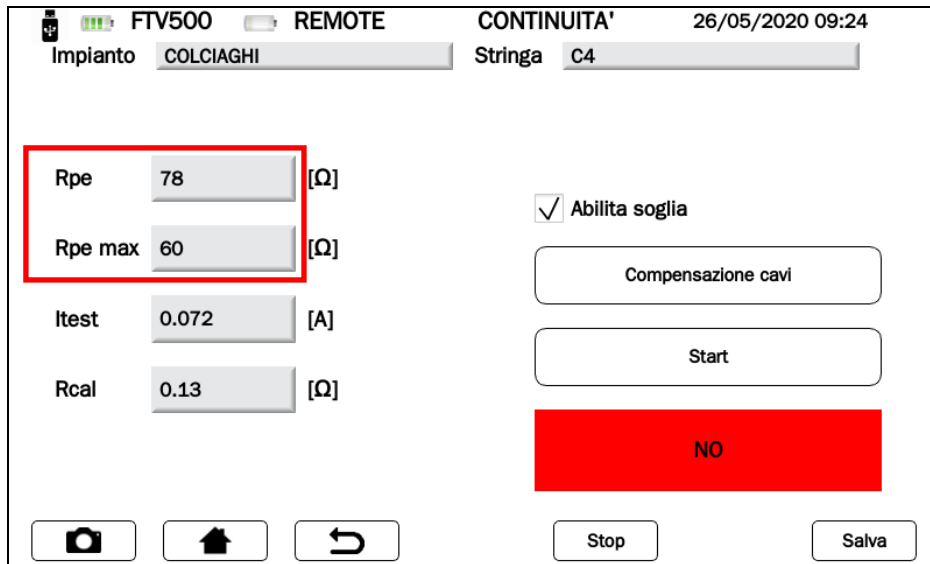 FTV500 REMOTE CONTINUITA' 26/05/2020 09:24
Impianto COLCIAGHI Stringa C4
Rpe 78 [Ω]
Abilita soglia
Rpe max 60 [Ω]
Compensazione cavi
Itest 0.072 [A]
Start
Rcal 0.13 [Ω]
NO
Stop Salva